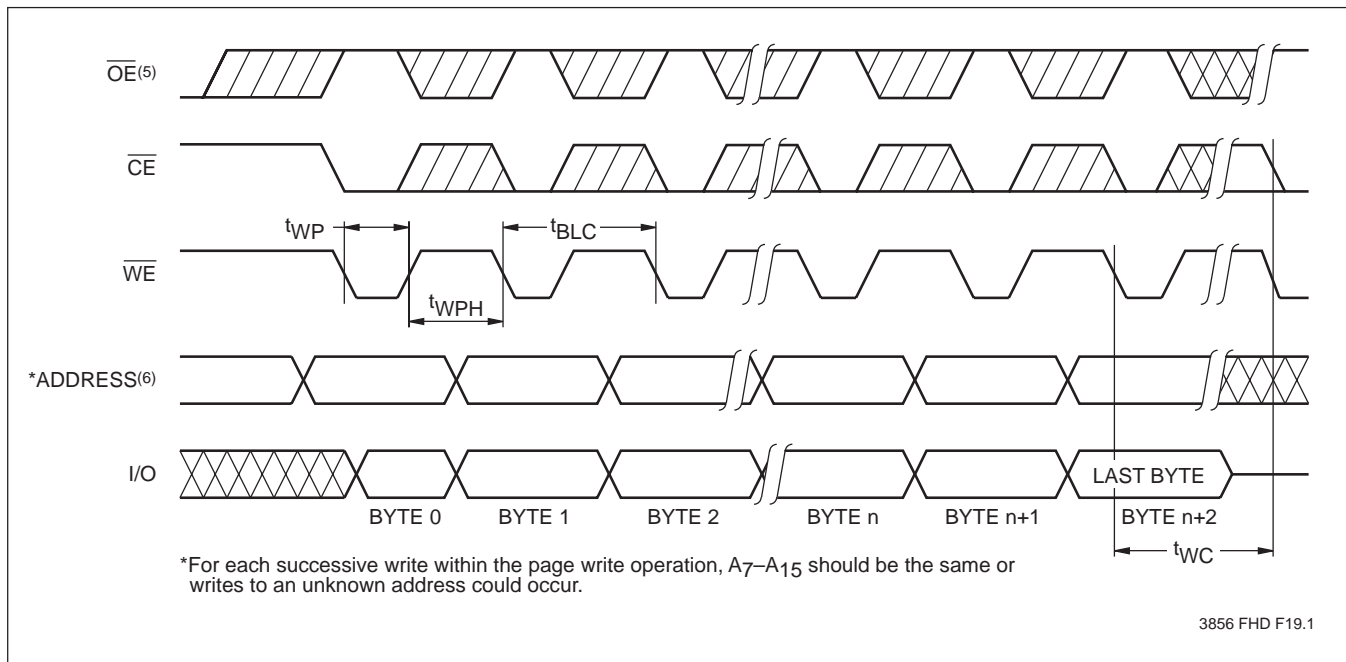 OE(5)
CE
tWP
tBLC
WE
tWPH
*ADDRESS(6)
I/O
LAST BYTE
BYTE 0
BYTE 1
BYTE 2
BYTE n
BYTE n+1
BYTE n+2
tWC
*For each successive write within the page write operation, A7–A15 should be the same or
writes to an unknown address could occur.
3856 FHD F19.1